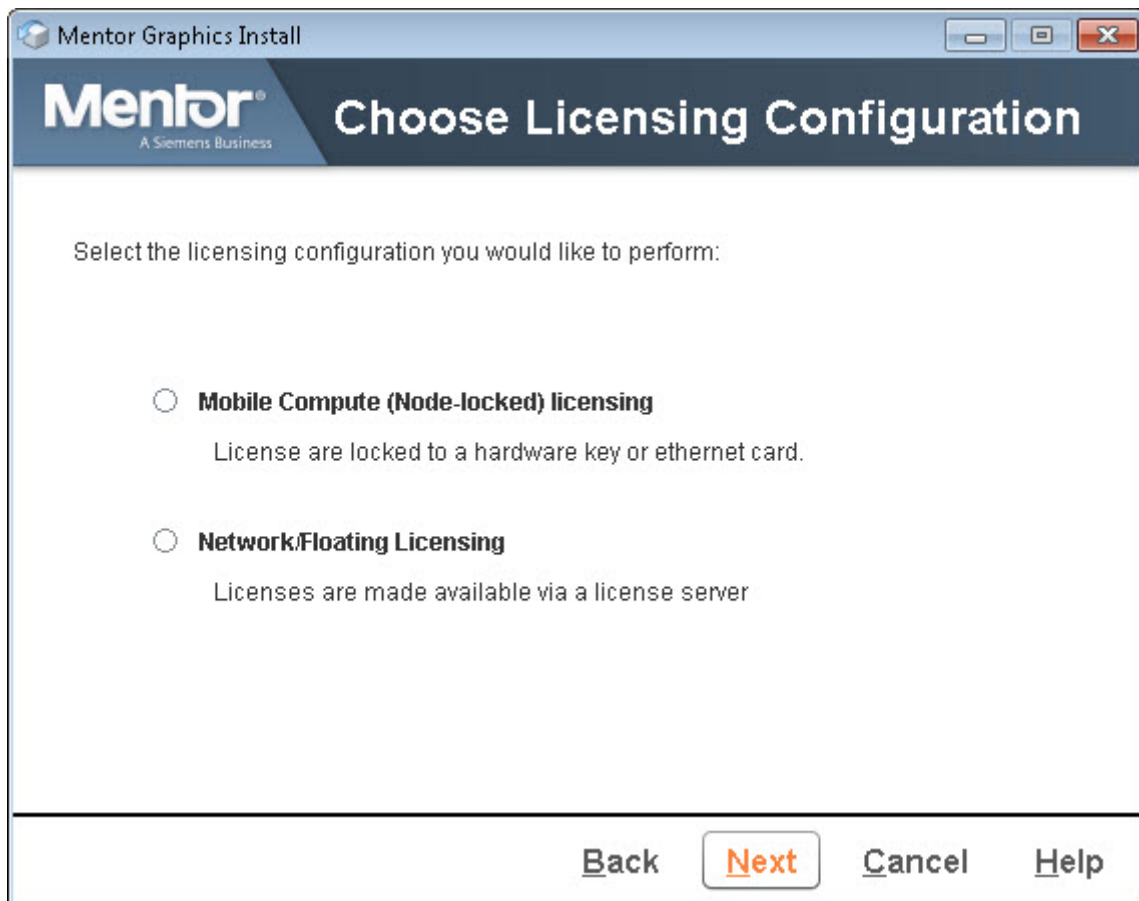 Mentor Graphics Install
Mentor®
A Siemens Business
Choose Licensing Configuration
Select the licensing configuration you would like to perform:
Mobile Compute (Node-locked) licensing
License are locked to a hardware key or ethernet card.
Network/Floating Licensing
Licenses are made available via a license server
Back Next Cancel Help